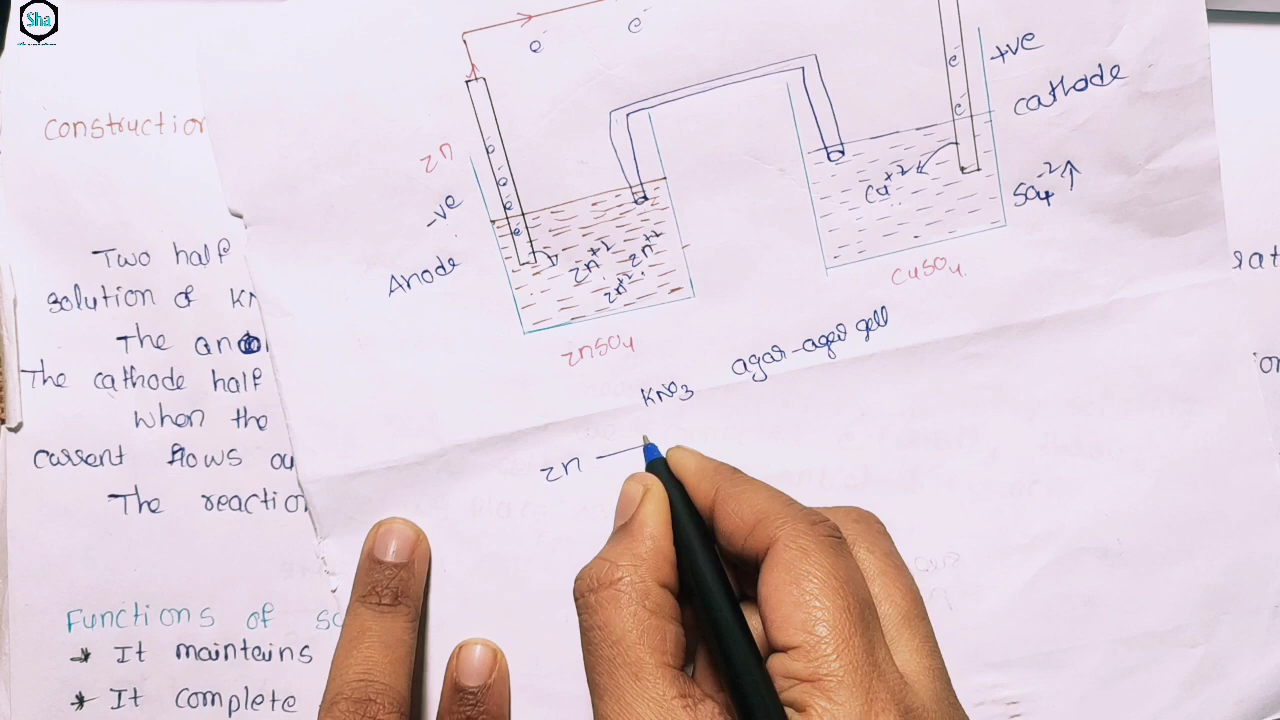 Sha
e⁻ e⁻
construction
zn
-ve
Anode
e⁻
+ve
cathode
SO₄⁻² ↑
Cu⁺²
CuSO₄
zn⁺² zn⁺²
zn⁺²
ZnSO₄
agar-agar gell
KNO₃
zn
Two half
solution of KN
The
The cathode half
when the
current flows ou
The reaction
Functions of
It maintains
It complete